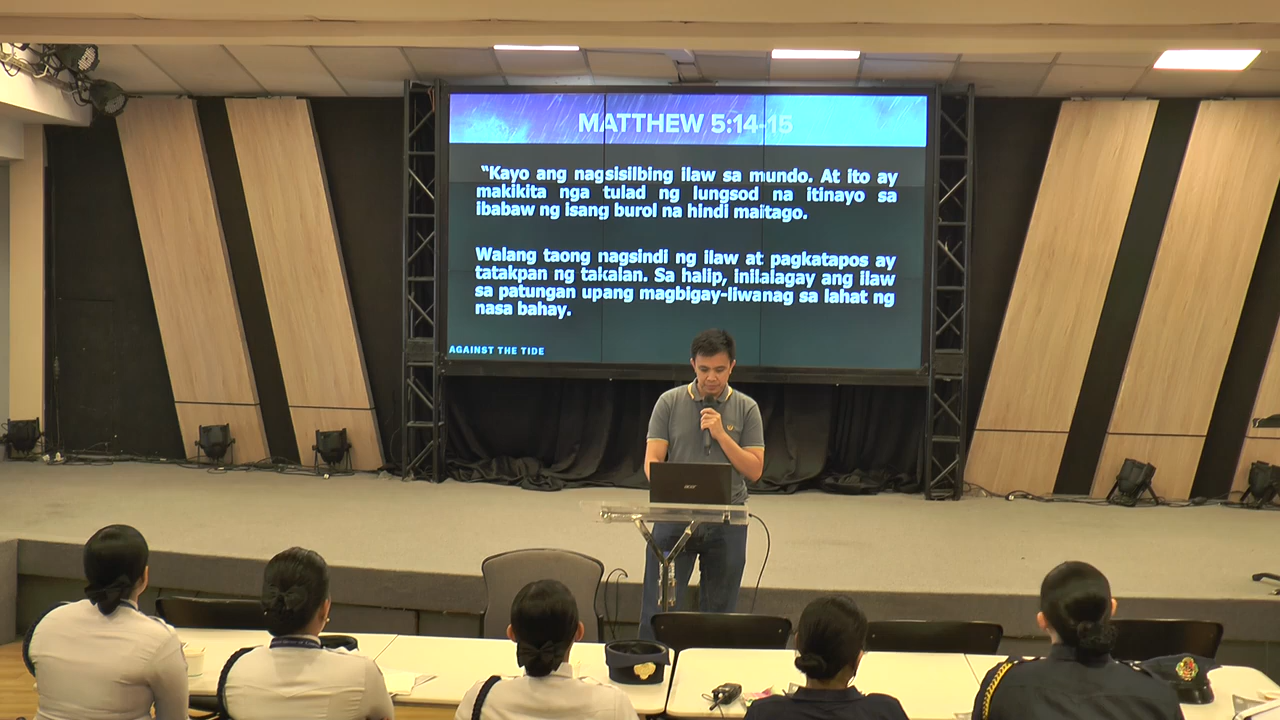 MATTHEW 5:14-15
“Kayo ang nagsisilbing ilaw sa mundo. At ito ay
makikita nga tulad ng lungsod na itinayo sa
ibabaw ng isang burol na hindi maitago.
Walang taong nagsindi ng ilaw at pagkatapos ay
tatakpan ng takalan. Sa halip, inilalagay ang ilaw
sa patungan upang magbigay-liwanag sa lahat ng
nasa bahay.
AGAINST THE TIDE
acer